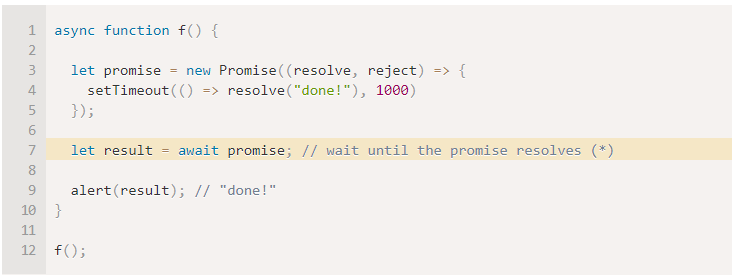 1 async function f() {
2
3   let promise = new Promise((resolve, reject) => {
4     setTimeout(() => resolve("done!"), 1000)
5   });
6
7   let result = await promise; // wait until the promise resolves (*)
8
9   alert(result); // "done!"
10 }
11
12 f();